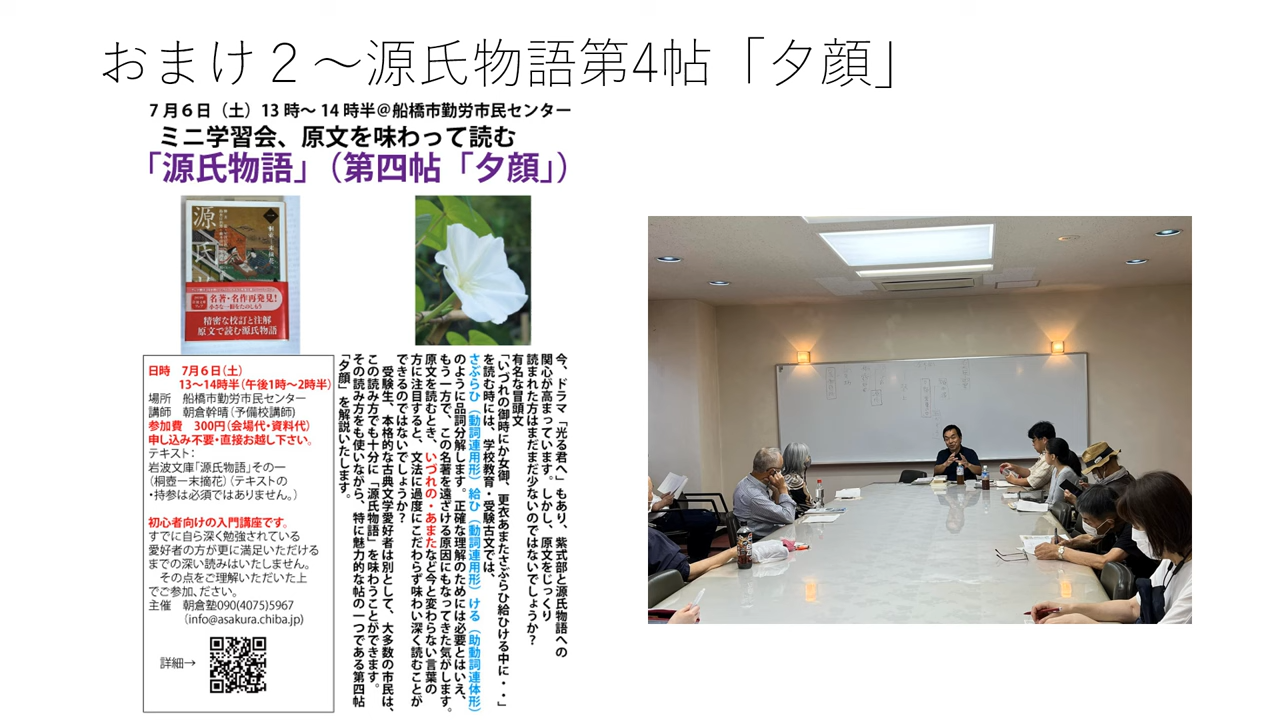 おまけ２～源氏物語第4帖「夕顔」
７月６日（土）13時～14時半＠船橋市勤労市民センター
ミニ学習会、原文を味わって読む
「源氏物語」（第四帖「夕顔」）
源氏
名著・名作再発見！
小さな一冊をたのしもう
精密な校訂と注解
原文で読む源氏物語
今、ドラマ「光る君へ」もあり、紫式部と源氏物語への
関心が高まっています。しかし、原文をじっくり
読まれた方はまだまだ少ないのではないでしょうか？
有名な冒頭文
「いづれの御時にか女御、更衣あまたさぶらひ給ひける中に・・」
を読む時には、学校教育・受験古文では、
さぶらひ（動詞連用形）給ひ（動詞連用形）ける（助動詞連体形）
のように品詞分解します。正確な理解のためには必要とはいえ、
もう一方で、この名著を遠ざける原因にもなってきた気がします。
原文を読むとき、いづれの・あまたなど今と変わらない言葉の
方に注目すると、文法に過度にこだわらず味わい深く読むことが
できるのではないでしょうか？
受験生、本格的な古典文学愛好者は別として、大多数の市民は、
この読み方でも十分に「源氏物語」を味わうことができます。
その読み方をも使いながら、特に魅力的な帖の一つである第四帖
「夕顔」を解説いたします。
日時　7月６日（土）
13～14時半（午後1時～2時半）
場所　船橋市勤労市民センター
講師　朝倉幹晴（予備校講師）
参加費　300円（会場代・資料代）
申し込み不要・直接お越し下さい。
テキスト：
岩波文庫「源氏物語」その一
（桐壺－末摘花）（テキストの
・持参は必須ではありません。）
初心者向けの入門講座です。
すでに自ら深く勉強されている
愛好者の方が更に満足いただける
までの深い読みはいたしません。
その点をご理解いただいた上
でご参加、ださい。
主催　朝倉塾090(4075)5967
(info@asakura.chiba.jp)
詳細→